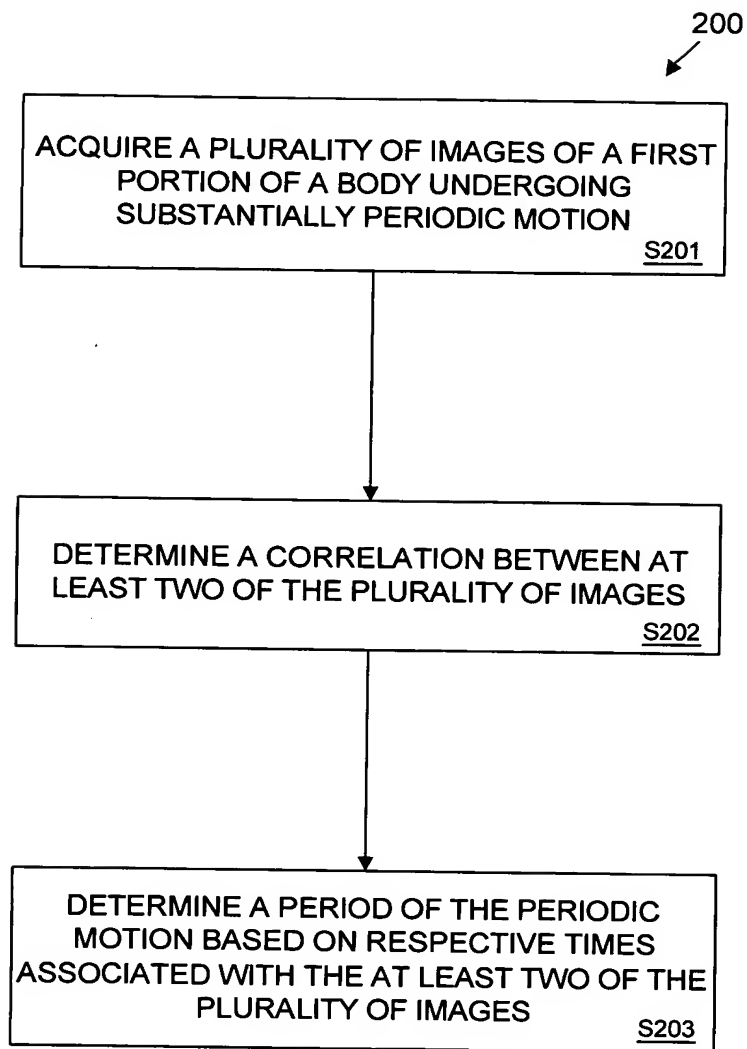 200
ACQUIRE A PLURALITY OF IMAGES OF A FIRST
PORTION OF A BODY UNDERGOING
SUBSTANTIALLY PERIODIC MOTION
S201
DETERMINE A CORRELATION BETWEEN AT
LEAST TWO OF THE PLURALITY OF IMAGES
S202
DETERMINE A PERIOD OF THE PERIODIC
MOTION BASED ON RESPECTIVE TIMES
ASSOCIATED WITH THE AT LEAST TWO OF THE
PLURALITY OF IMAGES
S203